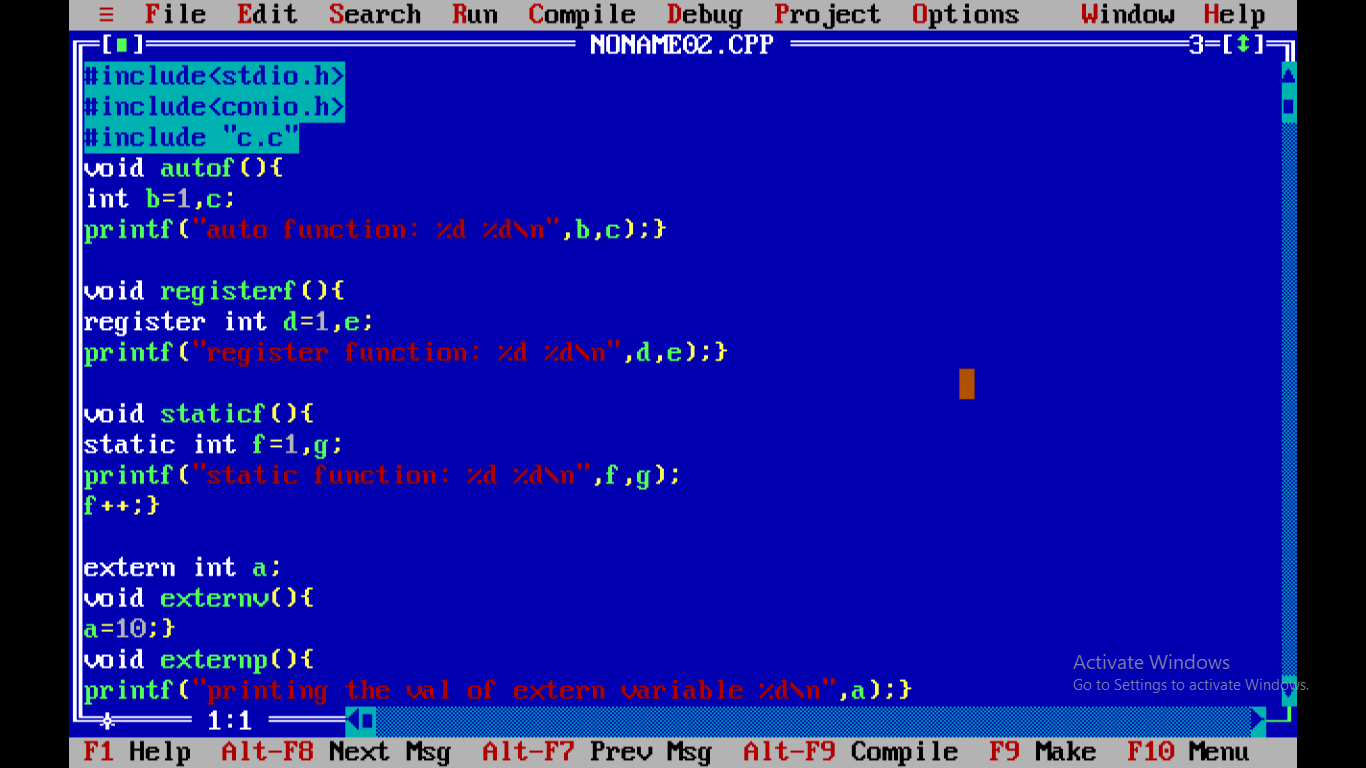 ≡ File Edit Search Run Compile Debug Project Options Window Help
[■] NONAME02.CPP 3=[↕]
#include<stdio.h>
#include<conio.h>
#include "c.c"
void autof(){
int b=1,c;
printf("auto function: %d %d\n",b,c);}
void registerf(){
register int d=1,e;
printf("register function: %d %d\n",d,e);}
void staticf(){
static int f=1,g;
printf("static function: %d %d\n",f,g);
f++;}
extern int a;
void externv(){
a=10;}
void externp(){
printf("printing the val of extern variable %d\n",a);}
Activate Windows
Go to Settings to activate Windows.
1:1
F1 Help Alt-F8 Next Msg Alt-F7 Prev Msg Alt-F9 Compile F9 Make F10 Menu